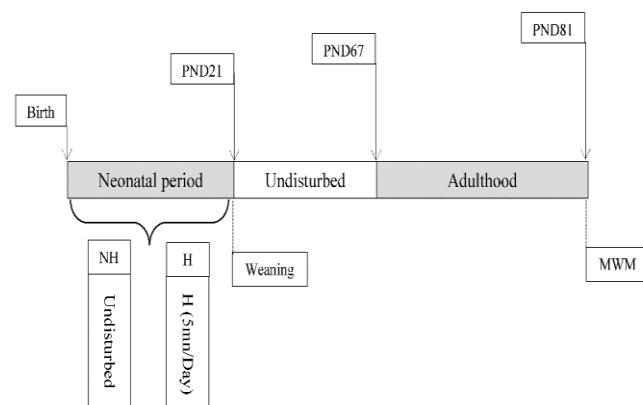 PND81
PND67
PND21
Birth
Neonatal period
Undisturbed
Adulthood
NH
H
Weaning
MWM
Undisturbed
H (5mn/Day)